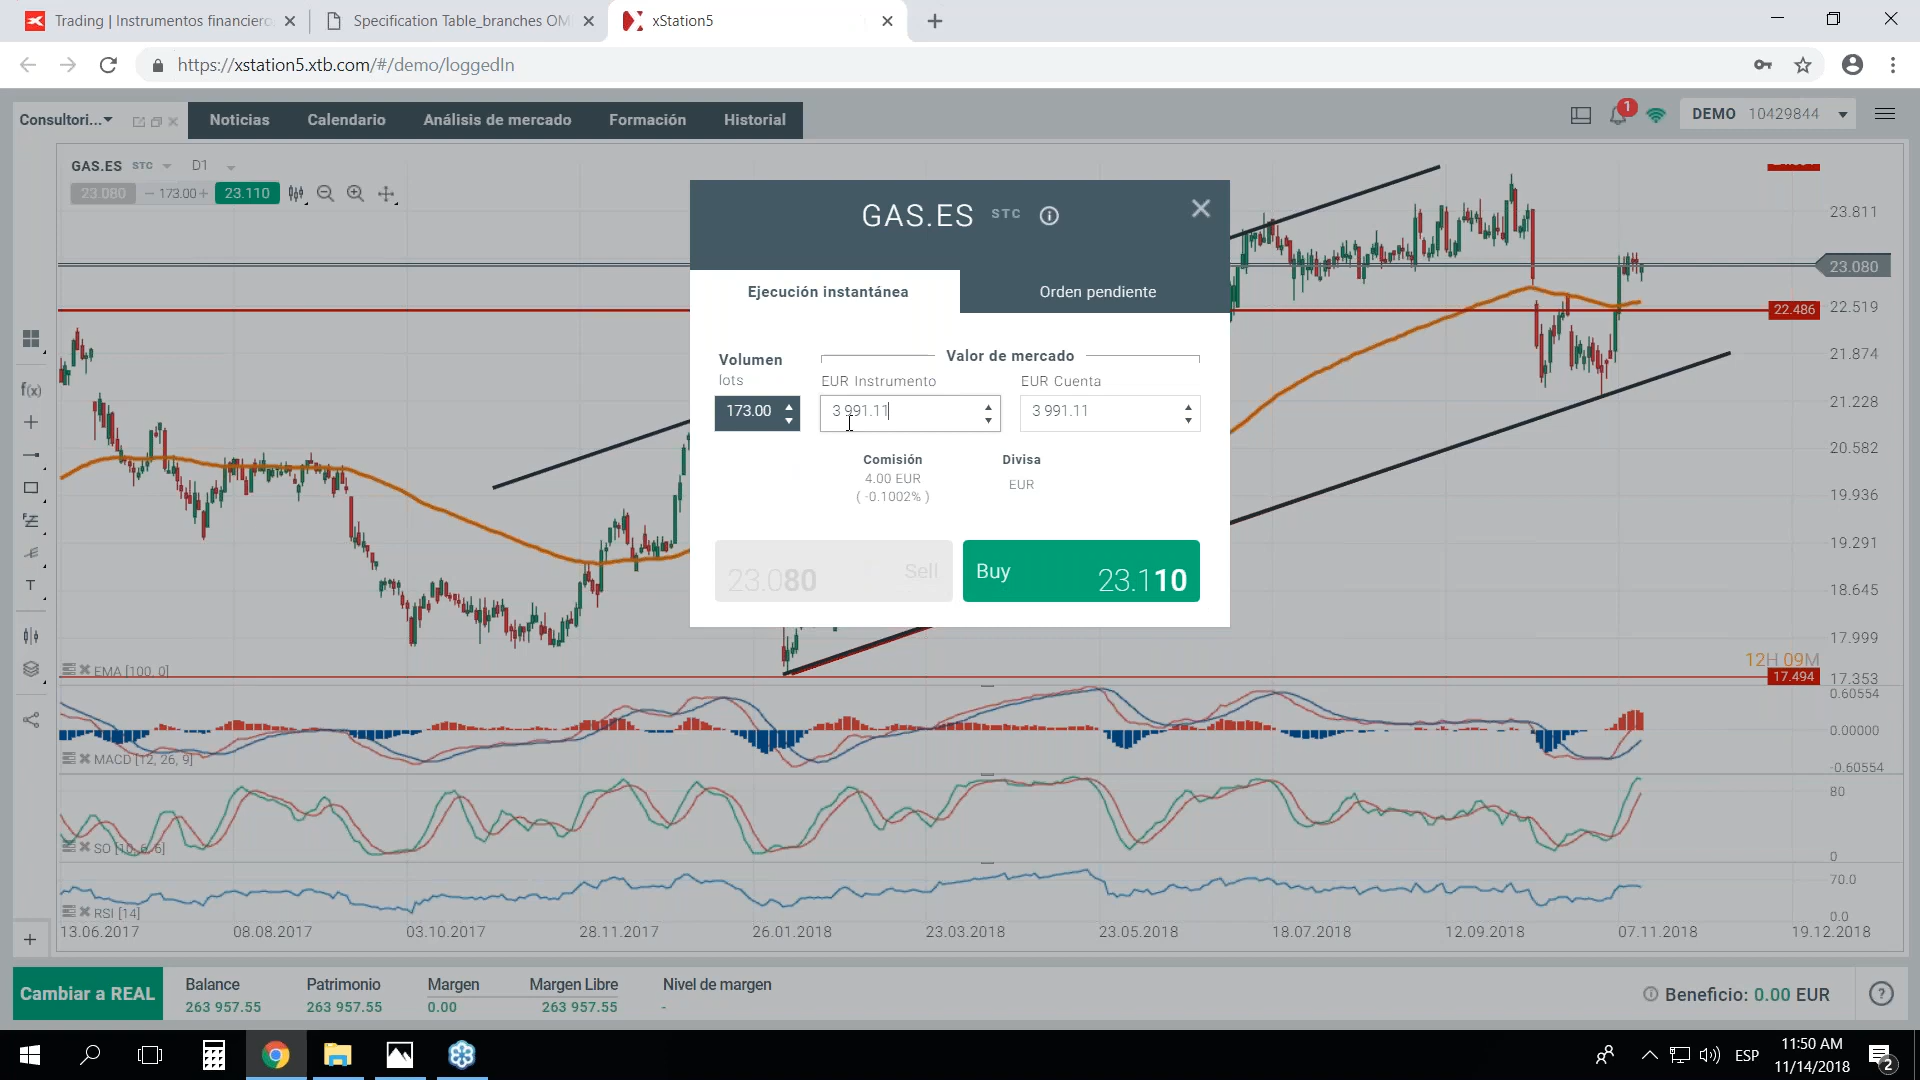 Trading | Instrumentos financiero
Specification Table_branches OM
xStation5
https://xstation5.xtb.com/#/demo/loggedIn
Consultori...
Noticias
Calendario
Análisis de mercado
Formación
Historial
1
DEMO 10429844
GAS.ES STC D1
23.080
173.00
23.110
GAS.ES STC
Ejecución instantánea
Orden pendiente
Volumen
lots
Valor de mercado
EUR Instrumento
EUR Cuenta
173.00
3 991.11
3 991.11
Comisión
4.00 EUR
( -0.1002% )
Divisa
EUR
23.080 Sell
Buy 23.110
23.811
23.080
22.519
22.486
21.874
21.228
20.582
19.936
19.291
18.645
17.999
12H 09M
17.494
17.353
EMA [100, 0]
0.60554
0.00000
-0.60554
MACD [12, 26, 9]
80
0
SO [10, 6, 6]
70.0
0.0
RSI [14]
13.06.2017
08.08.2017
03.10.2017
28.11.2017
26.01.2018
23.03.2018
23.05.2018
18.07.2018
12.09.2018
07.11.2018
19.12.2018
Cambiar a REAL
Balance
263 957.55
Patrimonio
263 957.55
Margen
0.00
Margen Libre
263 957.55
Nivel de margen
-
Beneficio: 0.00 EUR
ESP
11:50 AM
11/14/2018
2